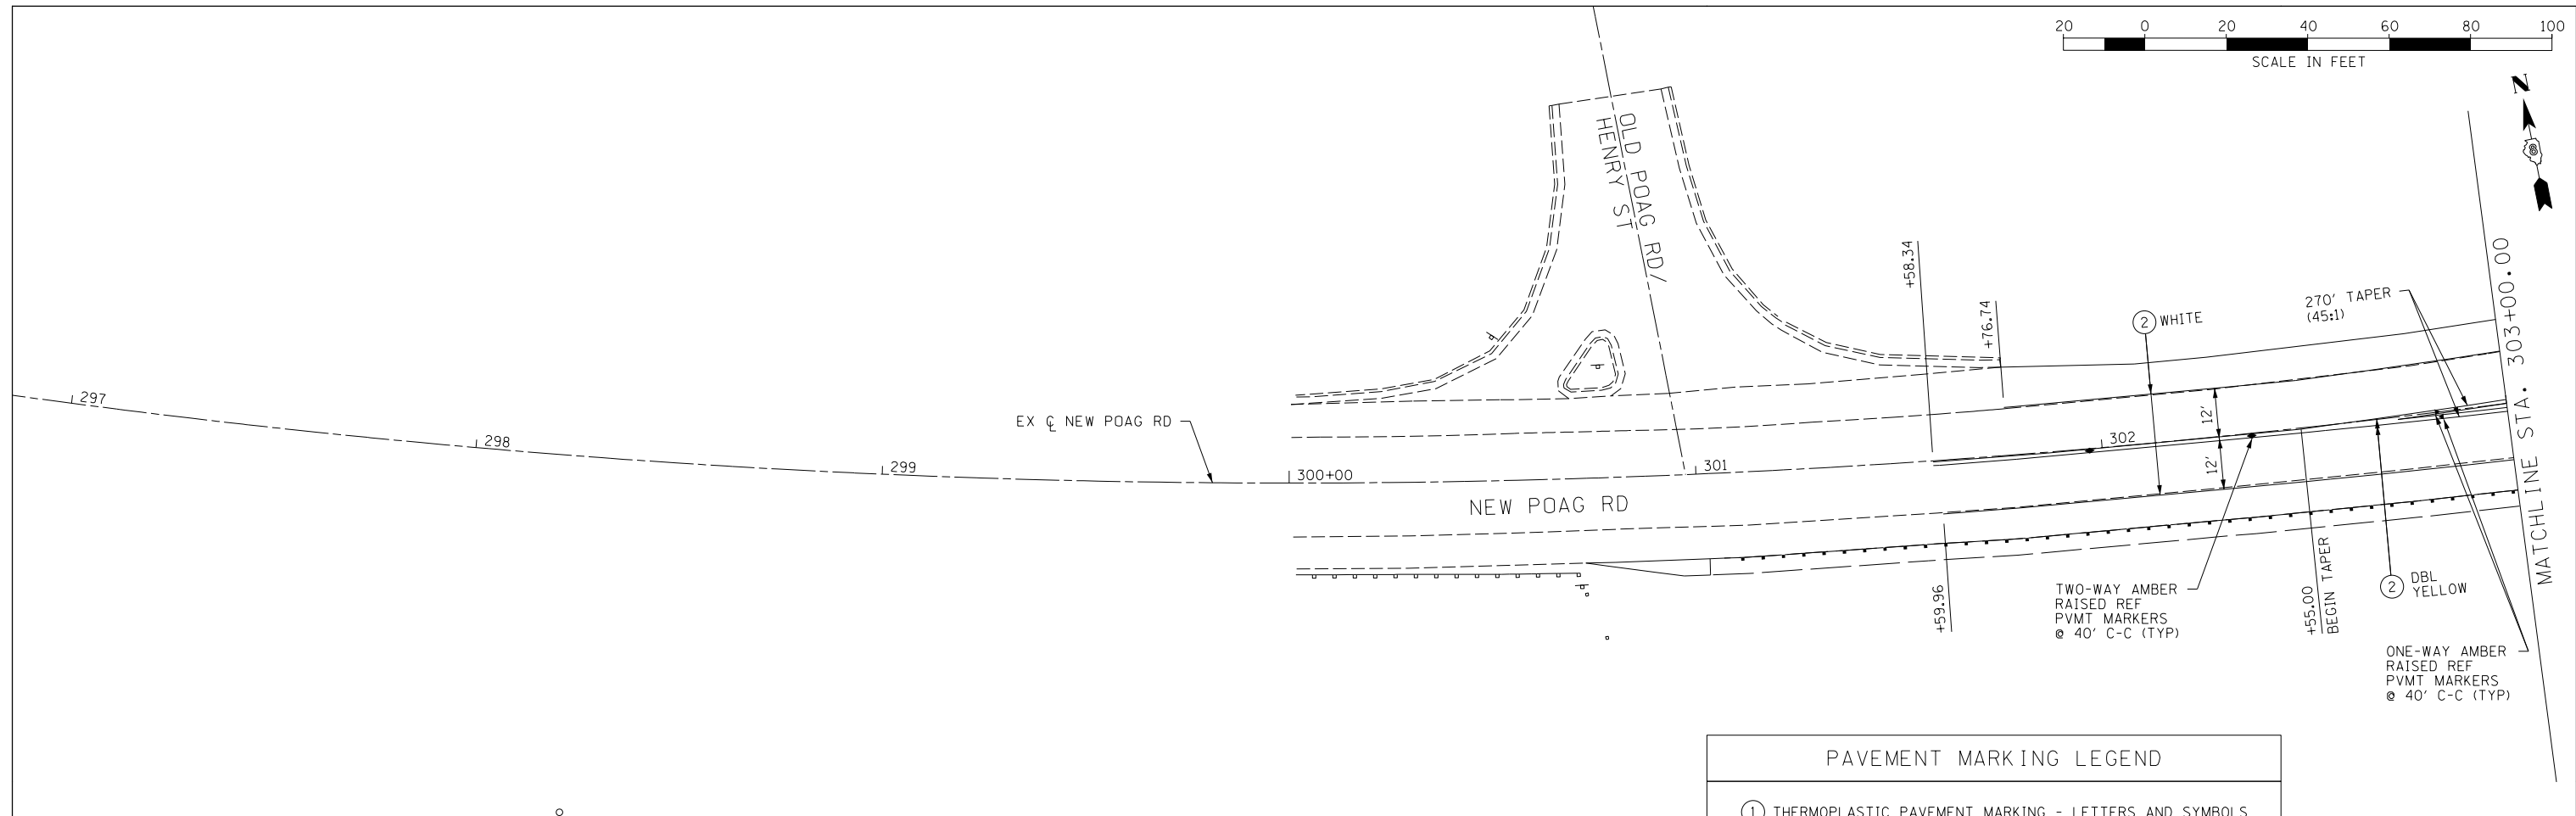 20 0 20 40 60 80 100
SCALE IN FEET
N
OLD POAG RD/
HENRY ST
+58.34
+76.74
2 WHITE
270' TAPER
(45:1)
MATCHLINE STA. 303+00.00
297
298
299
EX ℄ NEW POAG RD
300+00
301
302
12'
12'
NEW POAG RD
+59.96
TWO-WAY AMBER
RAISED REF
PVMT MARKERS
@ 40' C-C (TYP)
+55.00
BEGIN TAPER
2 DBL
YELLOW
ONE-WAY AMBER
RAISED REF
PVMT MARKERS
@ 40' C-C (TYP)
PAVEMENT MARKING LEGEND
1 THERMOPLASTIC PAVEMENT MARKING - LETTERS AND SYMBOLS